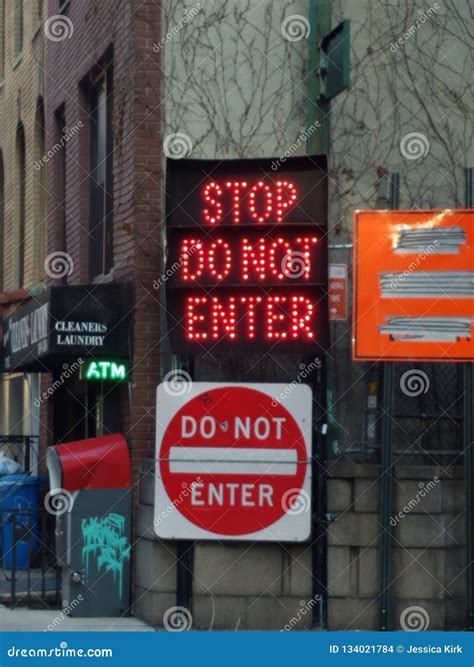 STOP
DO NOT
ENTER
CLEANERS
LAUNDRY
ATM
DO NOT
ENTER
dreamstime.com
ID 134021784 © Jessica Kirk